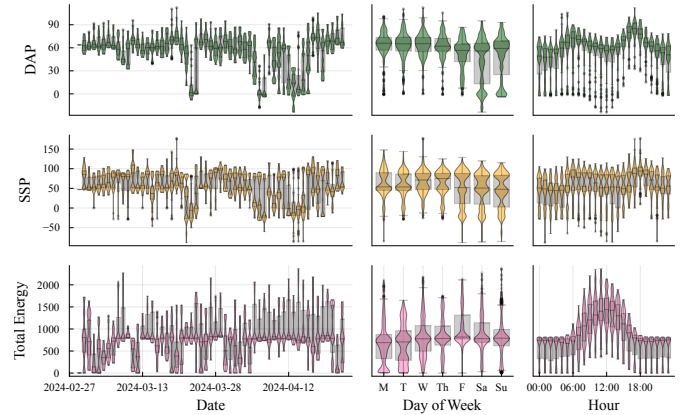 DAP
90
60
30
0
SSP
150
100
50
0
−50
Total Energy
2000
1500
1000
500
0
2024-02-27 2024-03-13 2024-03-28 2024-04-12
M T W Th F Sa Su
00:00 06:00 12:00 18:00
Date Day of Week Hour